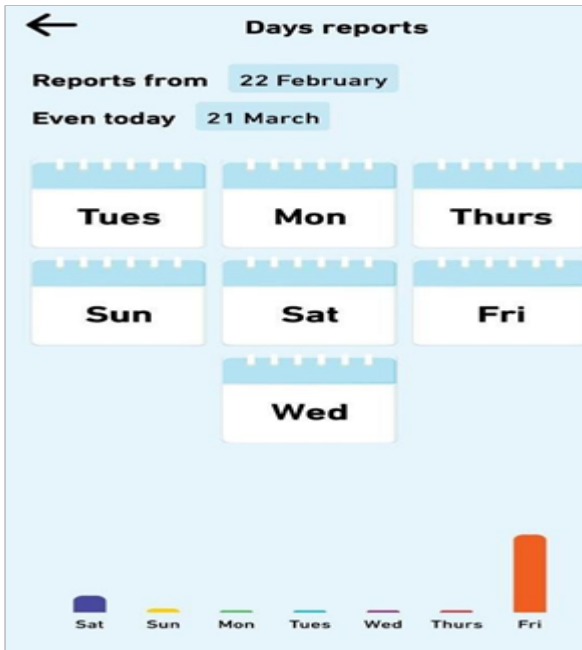 Days reports
Reports from 22 February
Even today 21 March
Tues Mon Thurs
Sun Sat Fri
Wed
Sat Sun Mon Tues Wed Thurs Fri